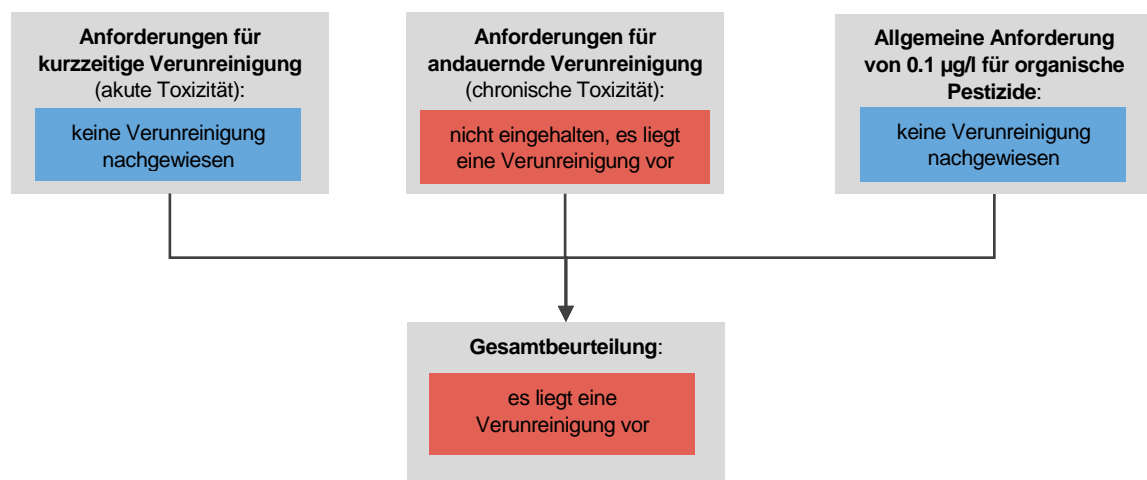 Anforderungen für
kurzzeitige Verunreinigung
(akute Toxizität):
keine Verunreinigung
nachgewiesen
Anforderungen für
andauernde Verunreinigung
(chronische Toxizität):
nicht eingehalten, es liegt
eine Verunreinigung vor
Allgemeine Anforderung
von 0.1 µg/l für organische
Pestizide:
keine Verunreinigung
nachgewiesen
Gesamtbeurteilung:
es liegt eine
Verunreinigung vor